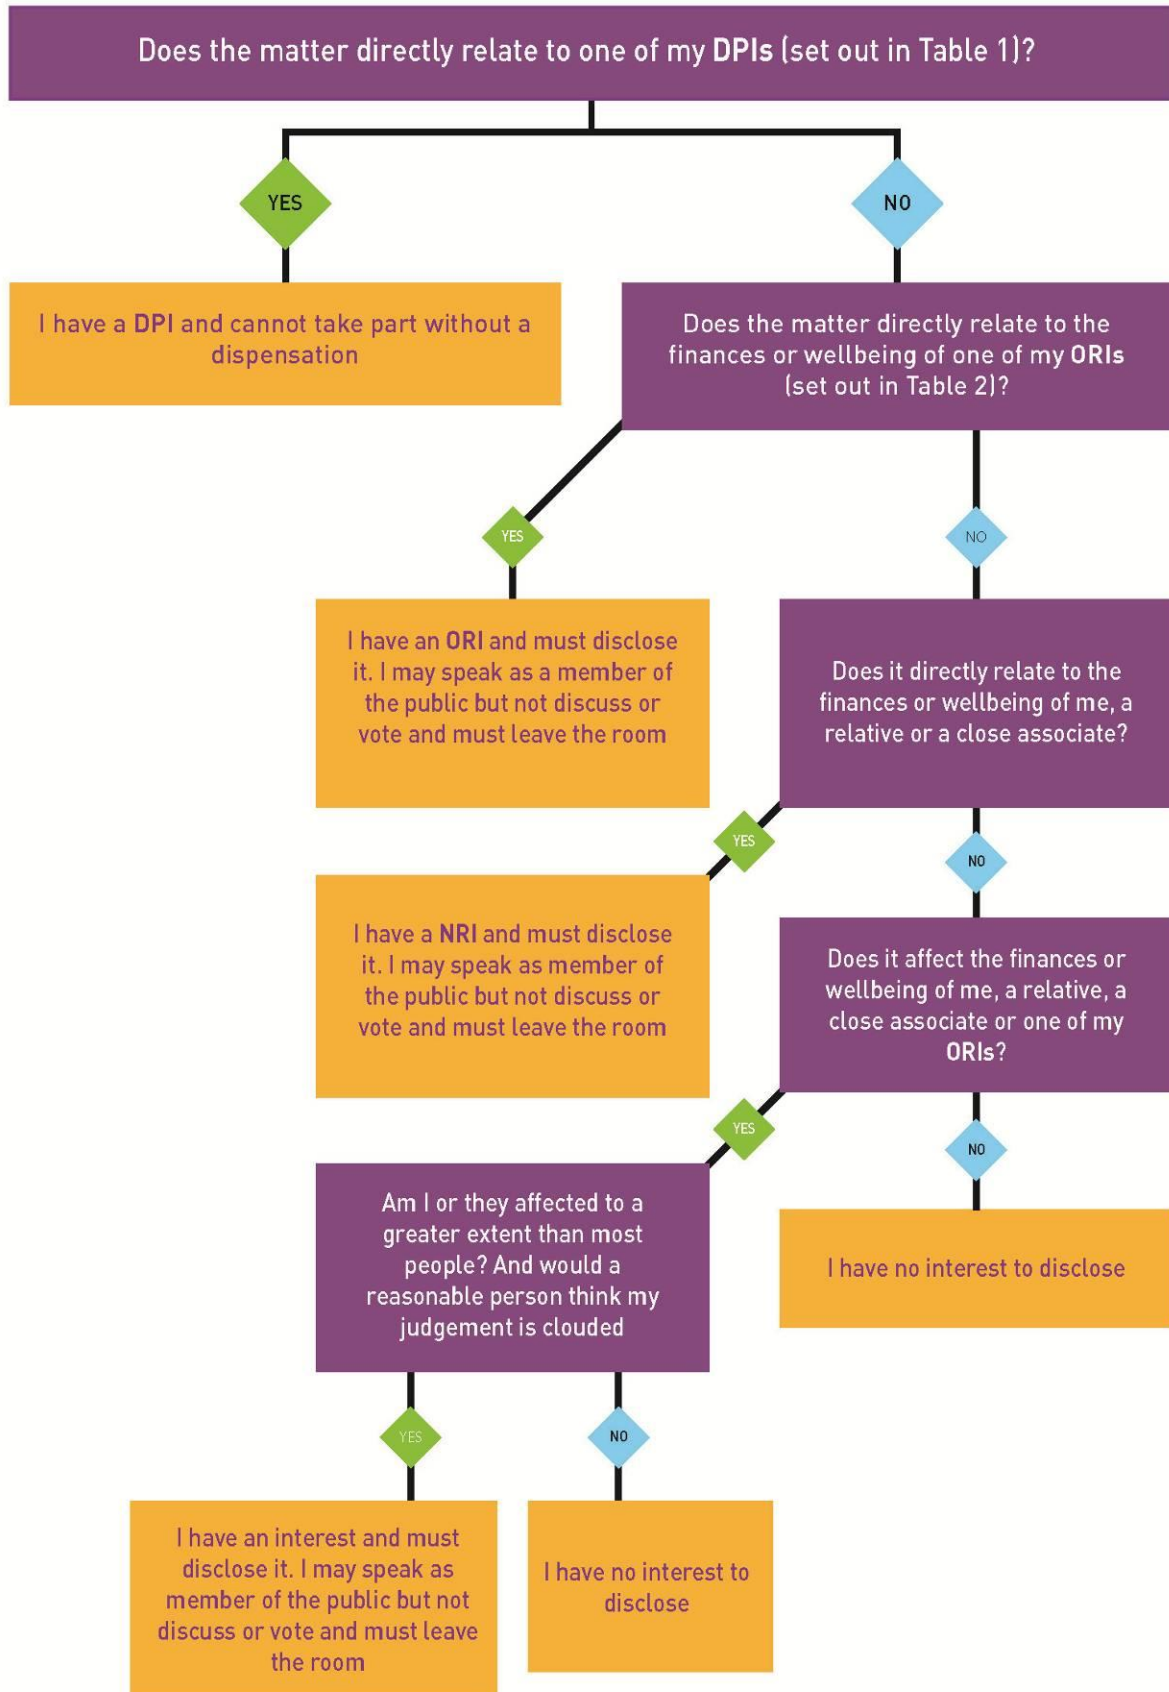 Does the matter directly relate to one of my DPIs (set out in Table 1)?
YES
NO
I have a DPI and cannot take part without a
dispensation
Does the matter directly relate to the
finances or wellbeing of one of my ORIs
(set out in Table 2)?
YES
NO
I have an ORI and must disclose
it. I may speak as a member of
the public but not discuss or
vote and must leave the room
Does it directly relate to the
finances or wellbeing of me, a
relative or a close associate?
YES
NO
I have a NRI and must disclose
it. I may speak as member of
the public but not discuss or
vote and must leave the room
Does it affect the finances or
wellbeing of me, a relative, a
close associate or one of my
ORIs?
YES
NO
Am I or they affected to a
greater extent than most
people? And would a
reasonable person think my
judgement is clouded
I have no interest to disclose
YES
NO
I have an interest and must
disclose it. I may speak as
member of the public but not
discuss or vote and must leave
the room
I have no interest to
disclose